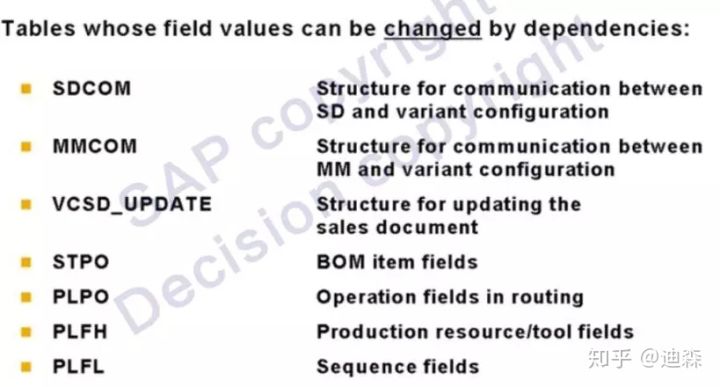 Tables whose field values can be changed by dependencies:
SDCOM Structure for communication between
SD and variant configuration
MMCOM Structure for communication between
MM and variant configuration
VCSD_UPDATE Structure for updating the
sales document
STPO BOM item fields
PLPO Operation fields in routing
PLFH Production resource/tool fields
PLFL Sequence fields
SAP copyright
Decision copyright
知乎 @迪森